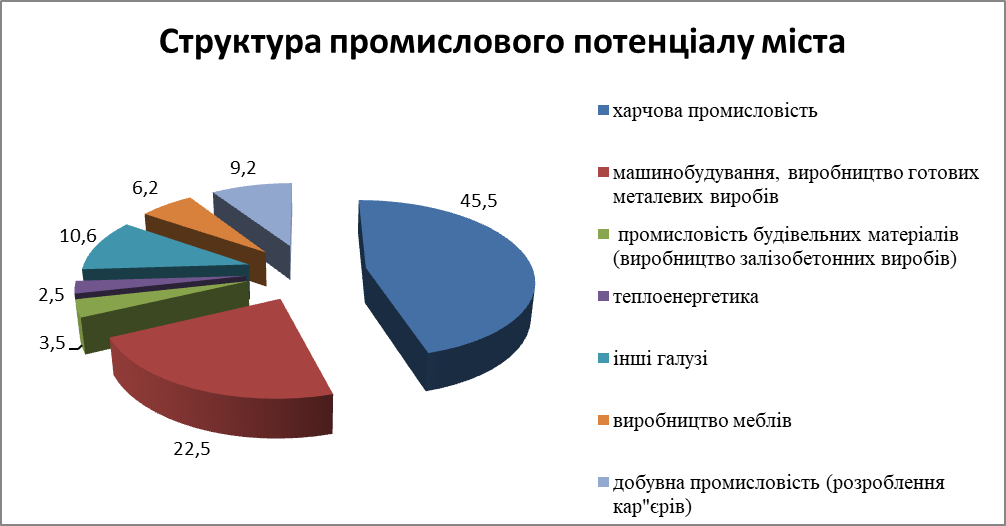 Структура промислового потенціалу міста
9,2
6,2
45,5
10,6
2,5
3,5
22,5
харчова промисловість
машинобудування, виробництво готових
металевих виробів
промисловість будівельних матеріалів
(виробництво залізобетонних виробів)
теплоенергетика
інші галузі
виробництво меблів
добувна промисловість (розроблення
кар"єрів)